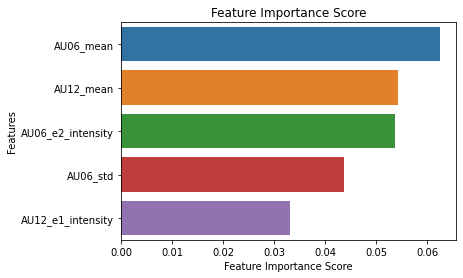 Feature Importance Score
Features
AU06_mean
AU12_mean
AU06_e2_intensity
AU06_std
AU12_e1_intensity
0.00 0.01 0.02 0.03 0.04 0.05 0.06
Feature Importance Score